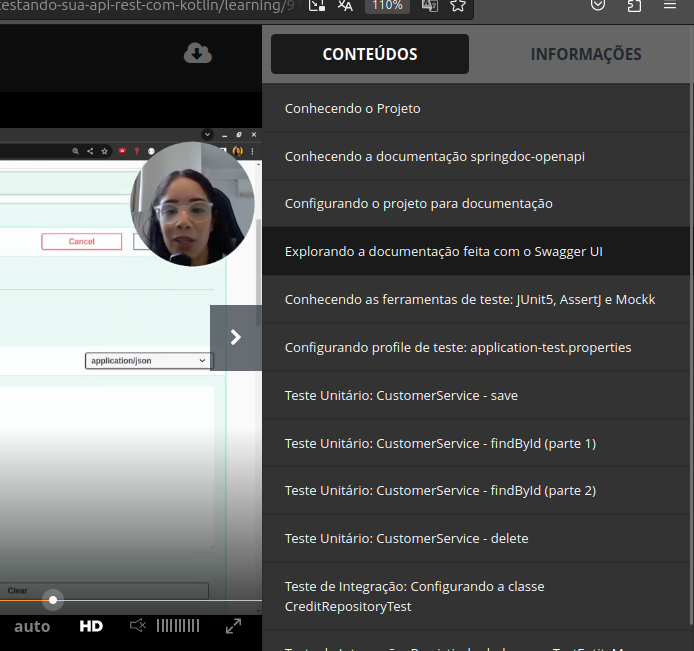 testando-sua-api-rest-com-kotlin/learning/9
110%
CONTEÚDOS
INFORMAÇÕES
Conhecendo o Projeto
Conhecendo a documentação springdoc-openapi
Configurando o projeto para documentação
Explorando a documentação feita com o Swagger UI
Conhecendo as ferramentas de teste: JUnit5, AssertJ e Mockk
Configurando profile de teste: application-test.properties
Teste Unitário: CustomerService - save
Teste Unitário: CustomerService - findById (parte 1)
Teste Unitário: CustomerService - findById (parte 2)
Teste Unitário: CustomerService - delete
Teste de Integração: Configurando a classe
CreditRepositoryTest
Cancel
application/json
Clear
auto
HD